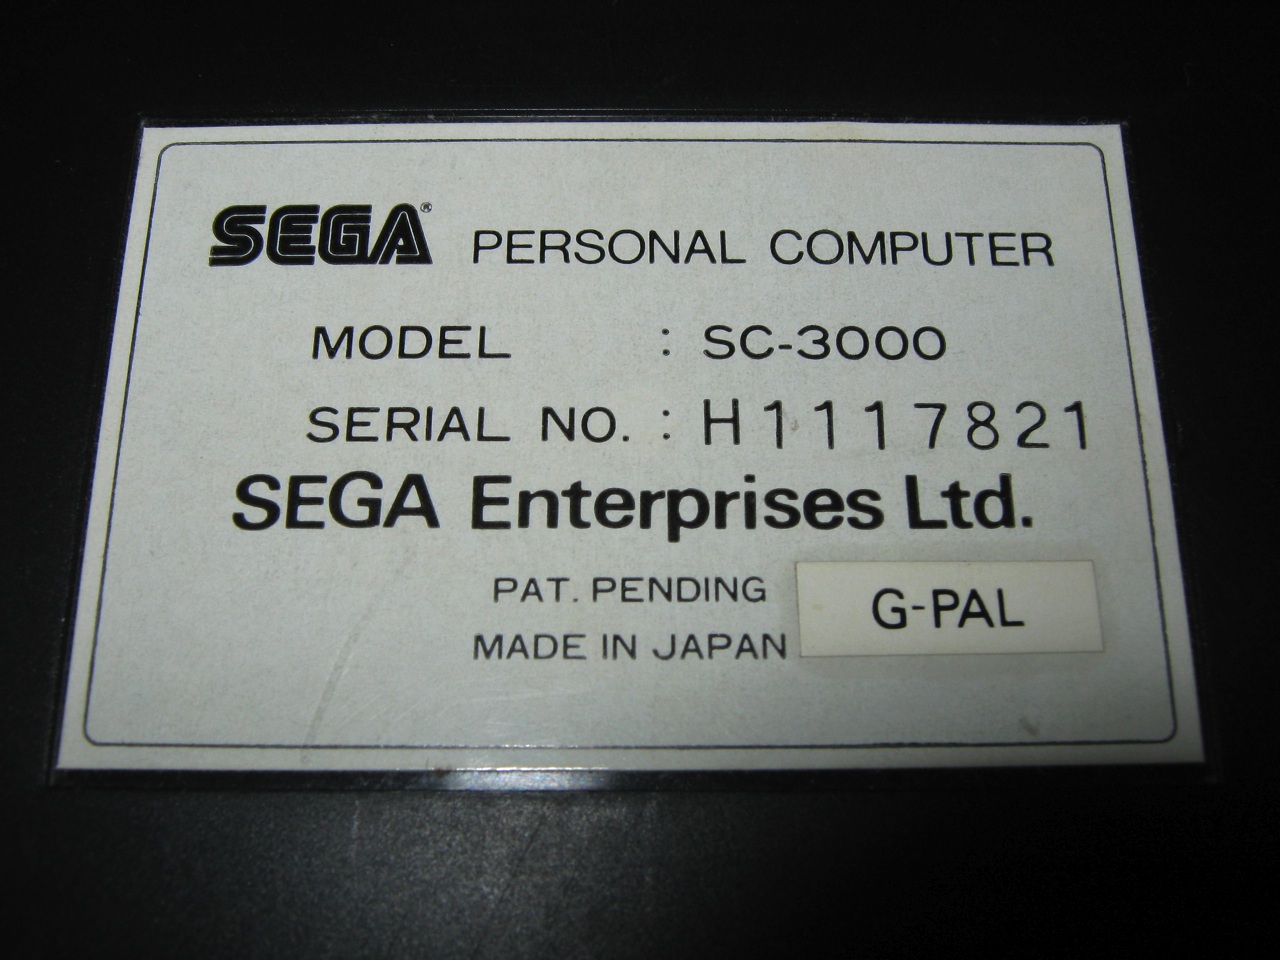 SEGA® PERSONAL COMPUTER
MODEL : SC-3000
SERIAL NO. : H1117821
SEGA Enterprises Ltd.
PAT. PENDING
G-PAL
MADE IN JAPAN